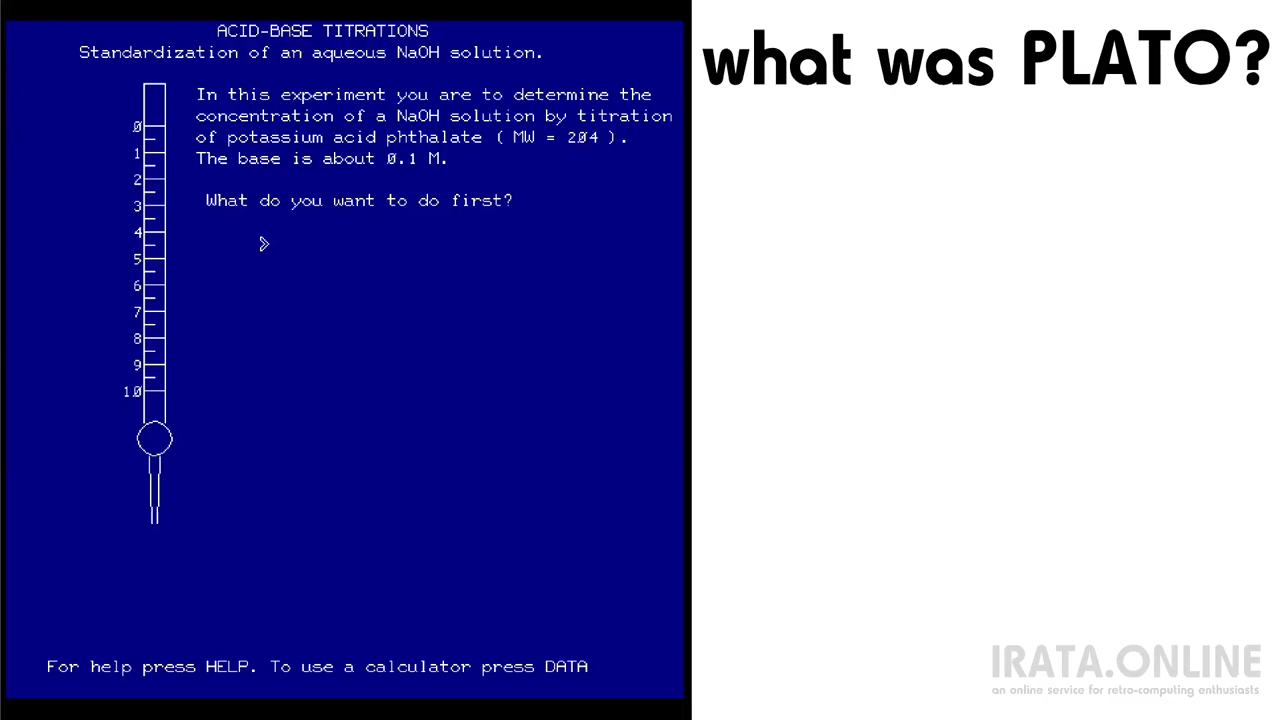 ACID-BASE TITRATIONS
Standardization of an aqueous NaOH solution.
In this experiment you are to determine the
concentration of a NaOH solution by titration
of potassium acid phthalate ( MW = 204 ).
The base is about 0.1 M.
What do you want to do first?
>
0
1
2
3
4
5
6
7
8
9
10
For help press HELP. To use a calculator press DATA
what was PLATO?
IRATA.ONLINE
an online service for retro-computing enthusiasts